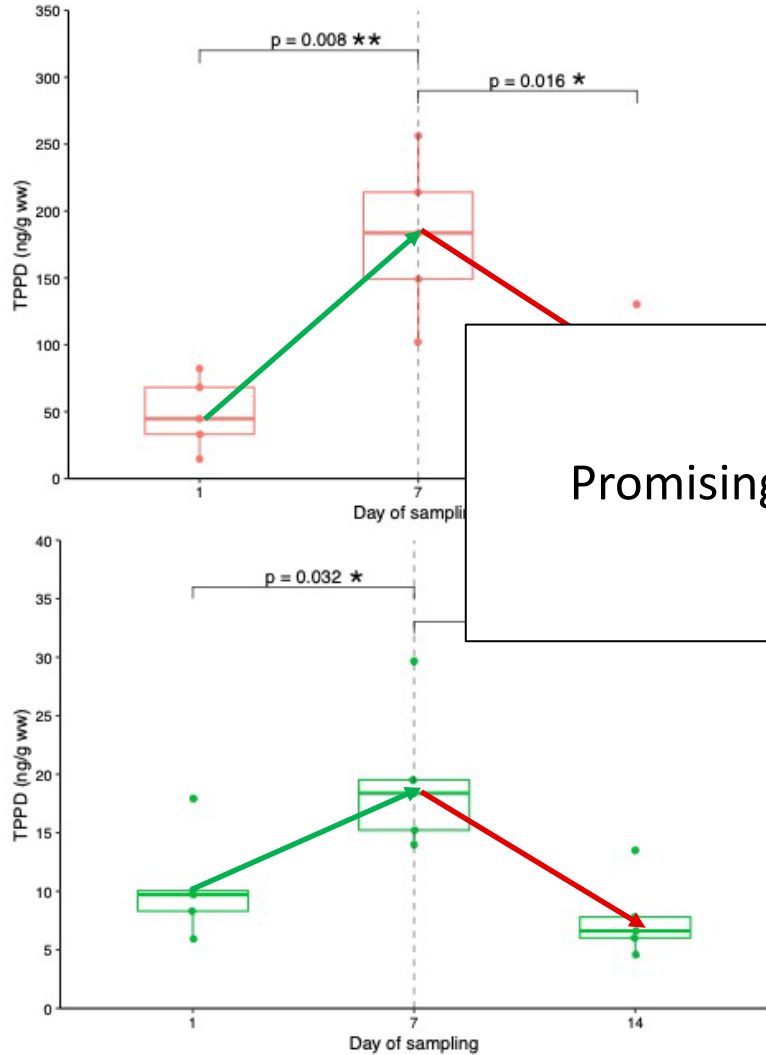 350
300
250
200
150
100
50
0
TPPD (ng/g ww)
p = 0.008 **
p = 0.016 *
1
7
Day of
Promising
40
35
30
25
20
15
10
5
0
TPPD (ng/g ww)
p = 0.032 *
1
7
14
Day of sampling